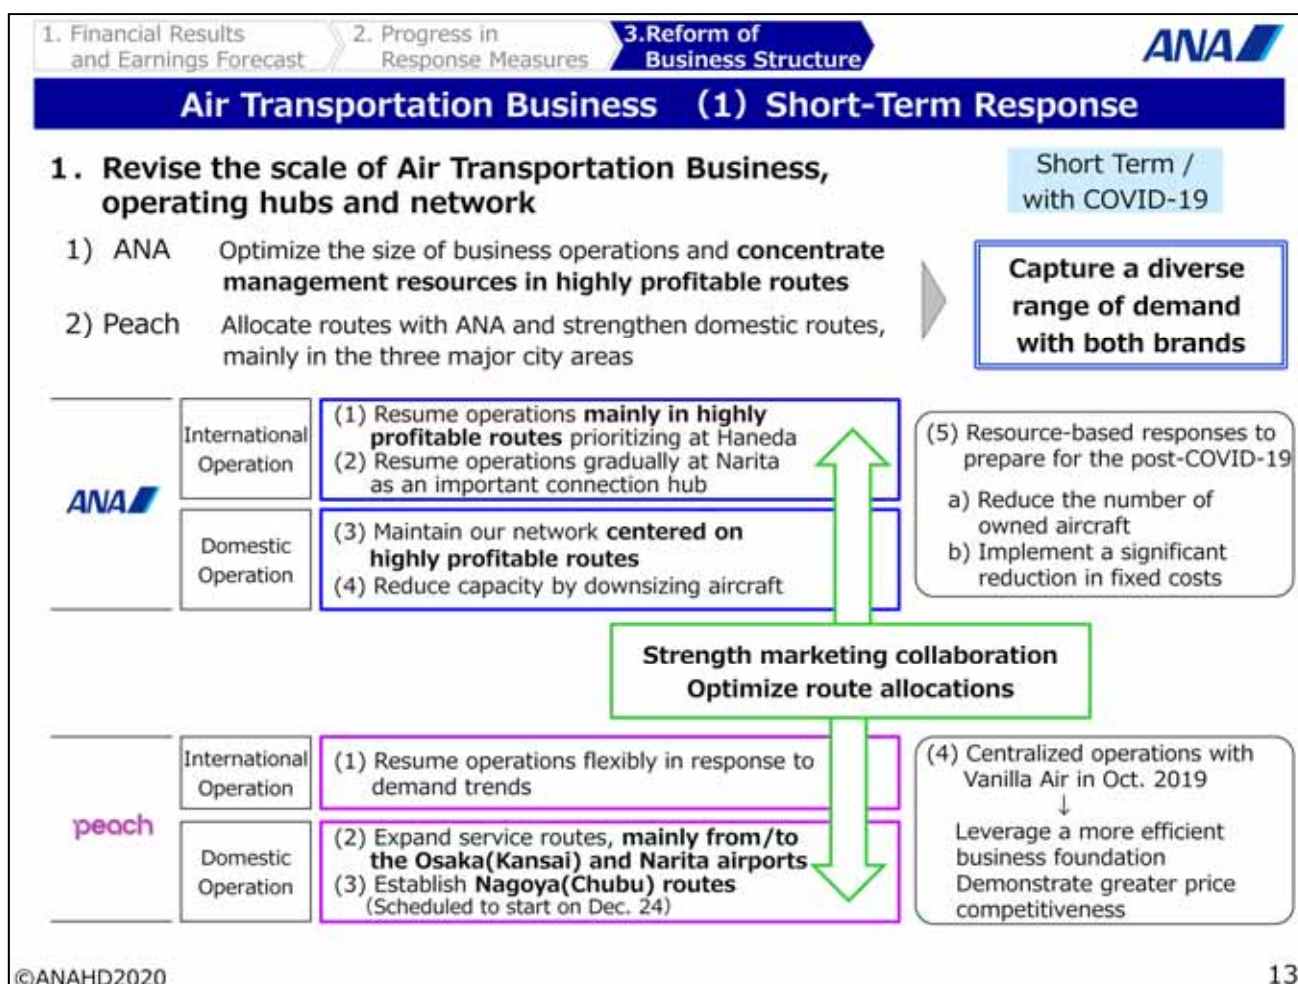 1. Financial Results
and Earnings Forecast
2. Progress in
Response Measures
3.Reform of
Business Structure
ANA
Air Transportation Business (1) Short-Term Response
1. Revise the scale of Air Transportation Business,
operating hubs and network
Short Term /
with COVID-19
1) ANA Optimize the size of business operations and concentrate
management resources in highly profitable routes
2) Peach Allocate routes with ANA and strengthen domestic routes,
mainly in the three major city areas
Capture a diverse
range of demand
with both brands
ANA
International
Operation
(1) Resume operations mainly in highly
profitable routes prioritizing at Haneda
(2) Resume operations gradually at Narita
as an important connection hub
Domestic
Operation
(3) Maintain our network centered on
highly profitable routes
(4) Reduce capacity by downsizing aircraft
(5) Resource-based responses to
prepare for the post-COVID-19
a) Reduce the number of
owned aircraft
b) Implement a significant
reduction in fixed costs
Strength marketing collaboration
Optimize route allocations
peach
International
Operation
(1) Resume operations flexibly in response to
demand trends
Domestic
Operation
(2) Expand service routes, mainly from/to
the Osaka(Kansai) and Narita airports
(3) Establish Nagoya(Chubu) routes
(Scheduled to start on Dec. 24)
(4) Centralized operations with
Vanilla Air in Oct. 2019
↓
Leverage a more efficient
business foundation
Demonstrate greater price
competitiveness
©ANAHD2020
13